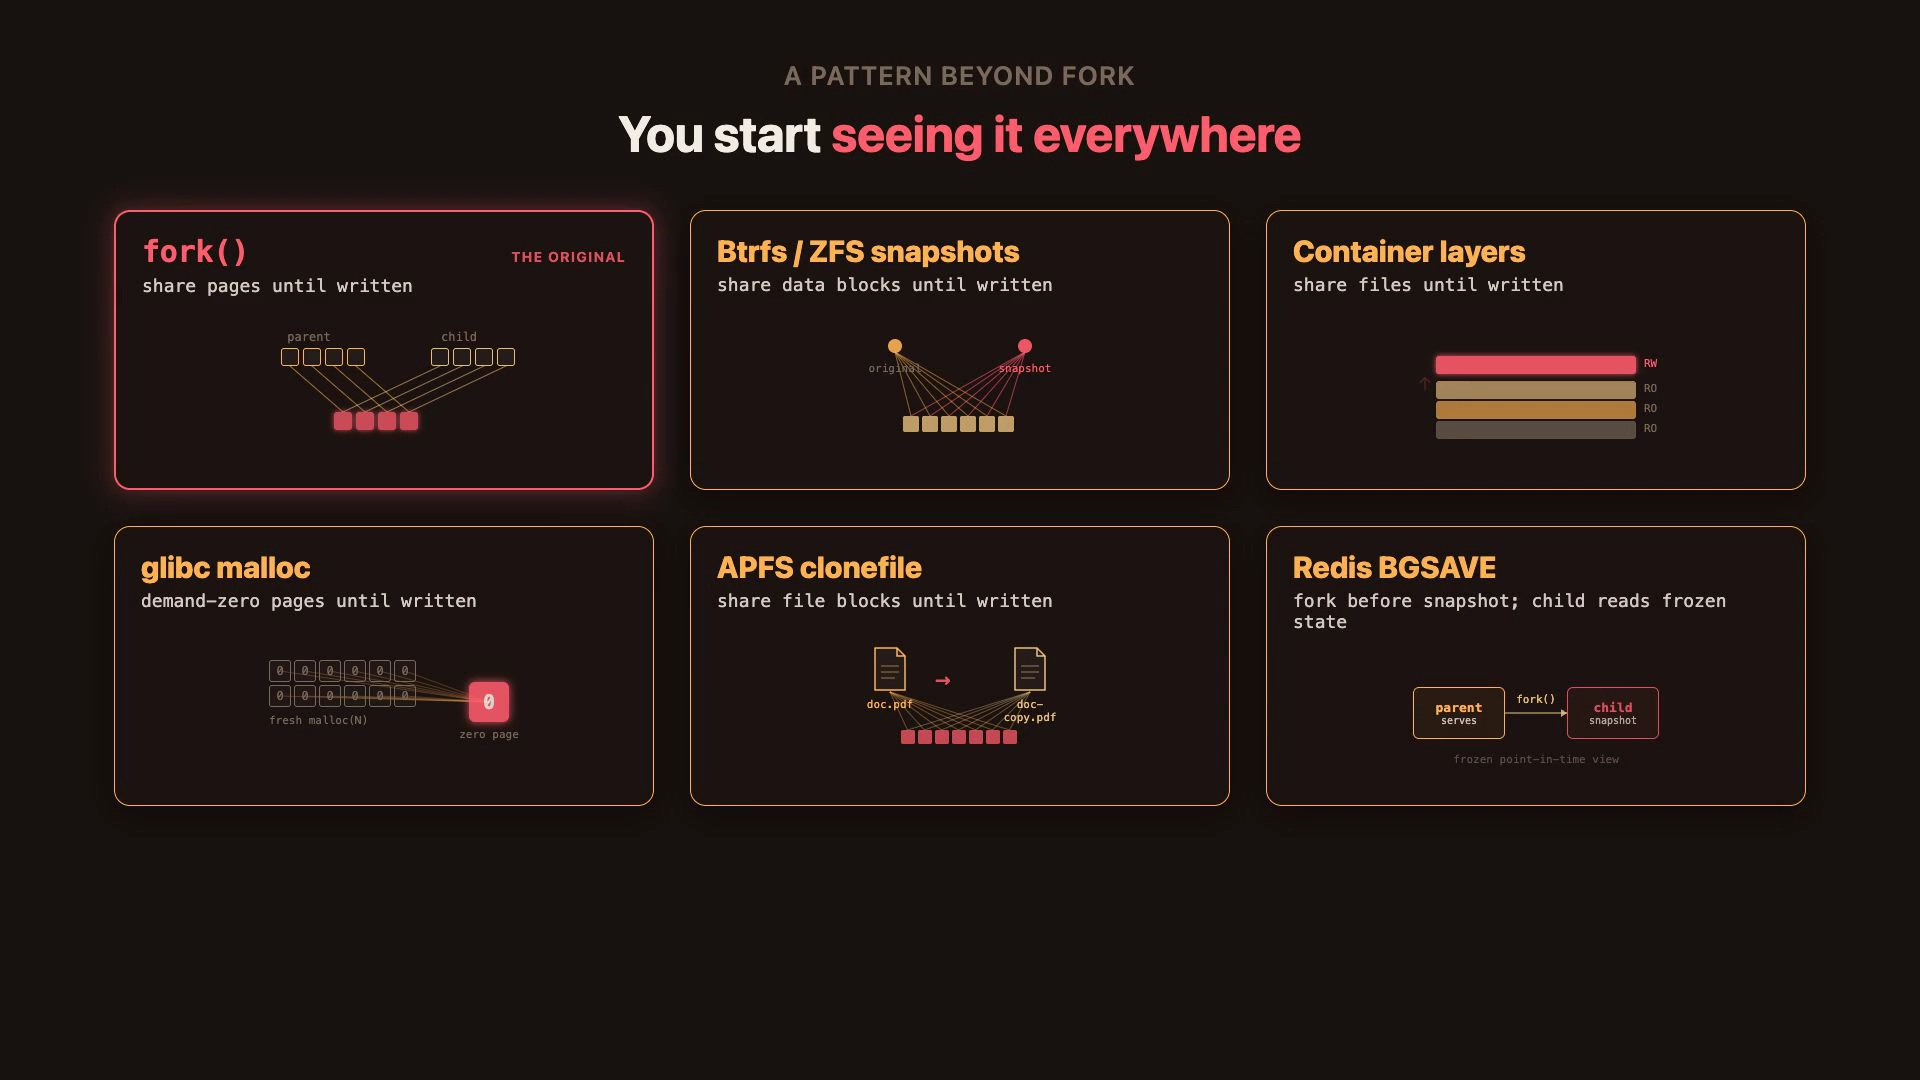 A PATTERN BEYOND FORK
You start seeing it everywhere
fork()
THE ORIGINAL
share pages until written
parent
child
Btrfs / ZFS snapshots
share data blocks until written
original
snapshot
Container layers
share files until written
↑
RW
RO
RO
RO
glibc malloc
demand-zero pages until written
0 0 0 0 0 0
0 0 0 0 0 0
0
fresh malloc(N)
zero page
APFS clonefile
share file blocks until written
→
doc.pdf
doc-
copy.pdf
Redis BGSAVE
fork before snapshot; child reads frozen
state
parent
serves
fork()
child
snapshot
frozen point-in-time view